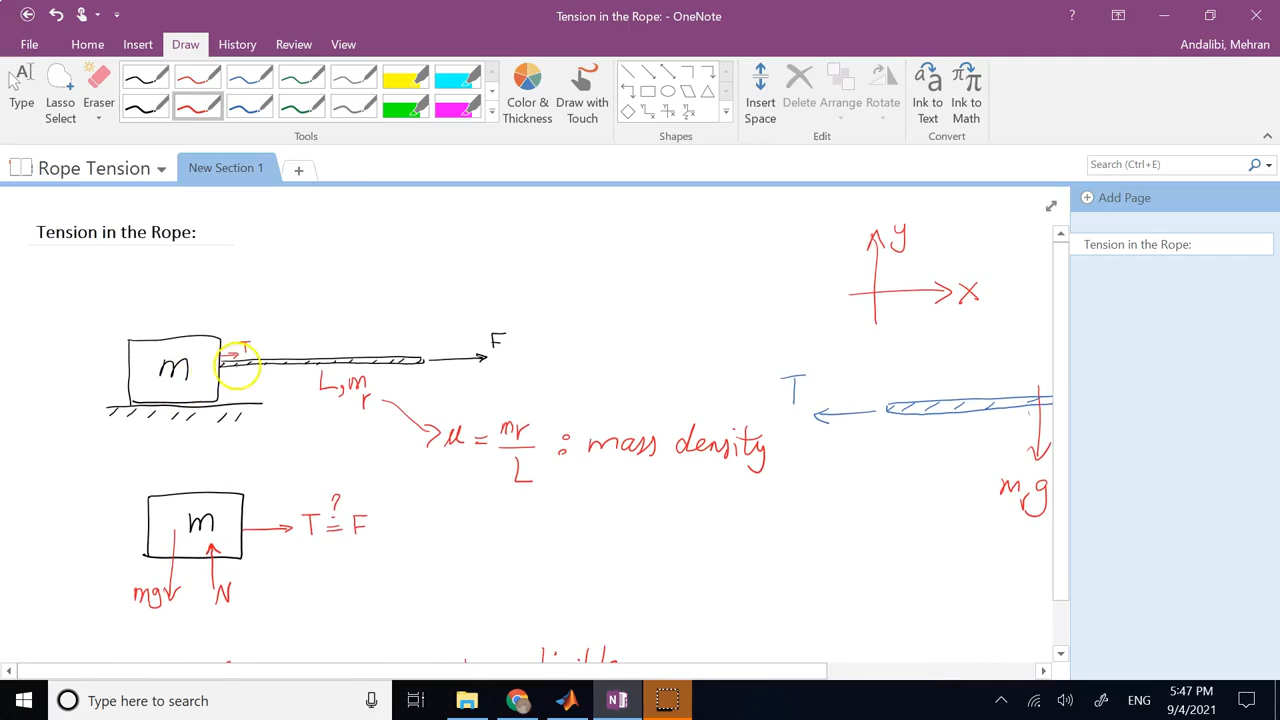 Tension in the Rope: - OneNote
?
File
Home
Insert
Draw
History
Review
View
Andalibi, Mehran
Type
Lasso Select
Eraser
Color & Thickness
Draw with Touch
Insert Space
Delete
Arrange
Rotate
Ink to Text
Ink to Math
Tools
Shapes
Edit
Convert
Rope Tension
New Section 1
Search (Ctrl+E)
Add Page
Tension in the Rope:
Tension in the Rope:
y
x
T
F
m
L, m_r
μ = m_r / L : mass density
T
m_r g
m
T ?= F
mg
N
Type here to search
ENG
5:47 PM
9/4/2021